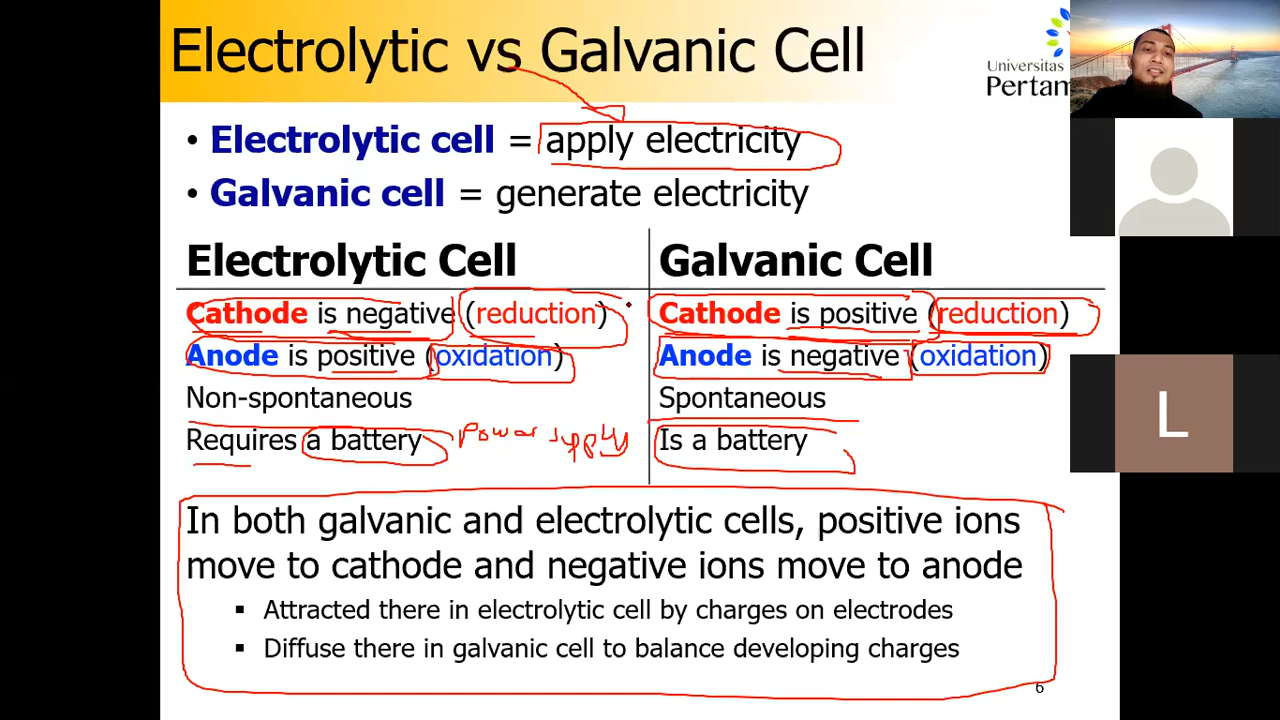 Electrolytic vs Galvanic Cell
Universitas
Pertam
• Electrolytic cell = apply electricity
• Galvanic cell = generate electricity
Electrolytic Cell
Cathode is negative (reduction)
Anode is positive (oxidation)
Non-spontaneous
Requires a battery power supply
Galvanic Cell
Cathode is positive (reduction)
Anode is negative (oxidation)
Spontaneous
Is a battery
In both galvanic and electrolytic cells, positive ions
move to cathode and negative ions move to anode
▪ Attracted there in electrolytic cell by charges on electrodes
▪ Diffuse there in galvanic cell to balance developing charges
6
L